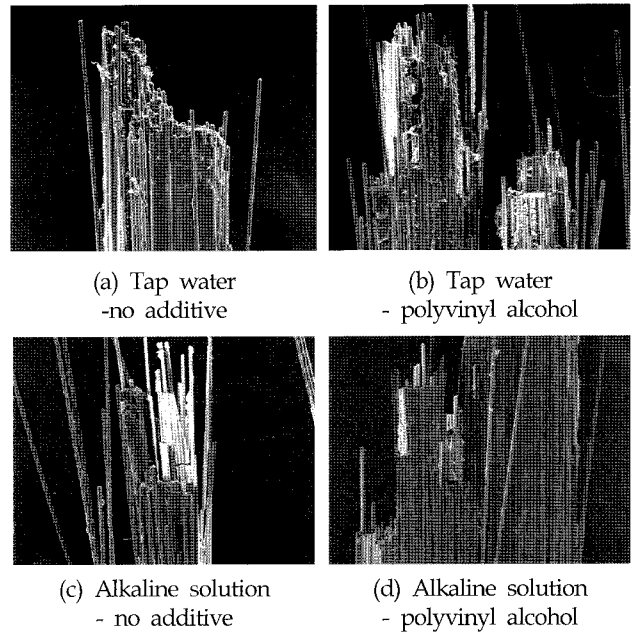 (a) Tap water
-no additive
(b) Tap water
- polyvinyl alcohol
(c) Alkaline solution
- no additive
(d) Alkaline solution
- polyvinyl alcohol